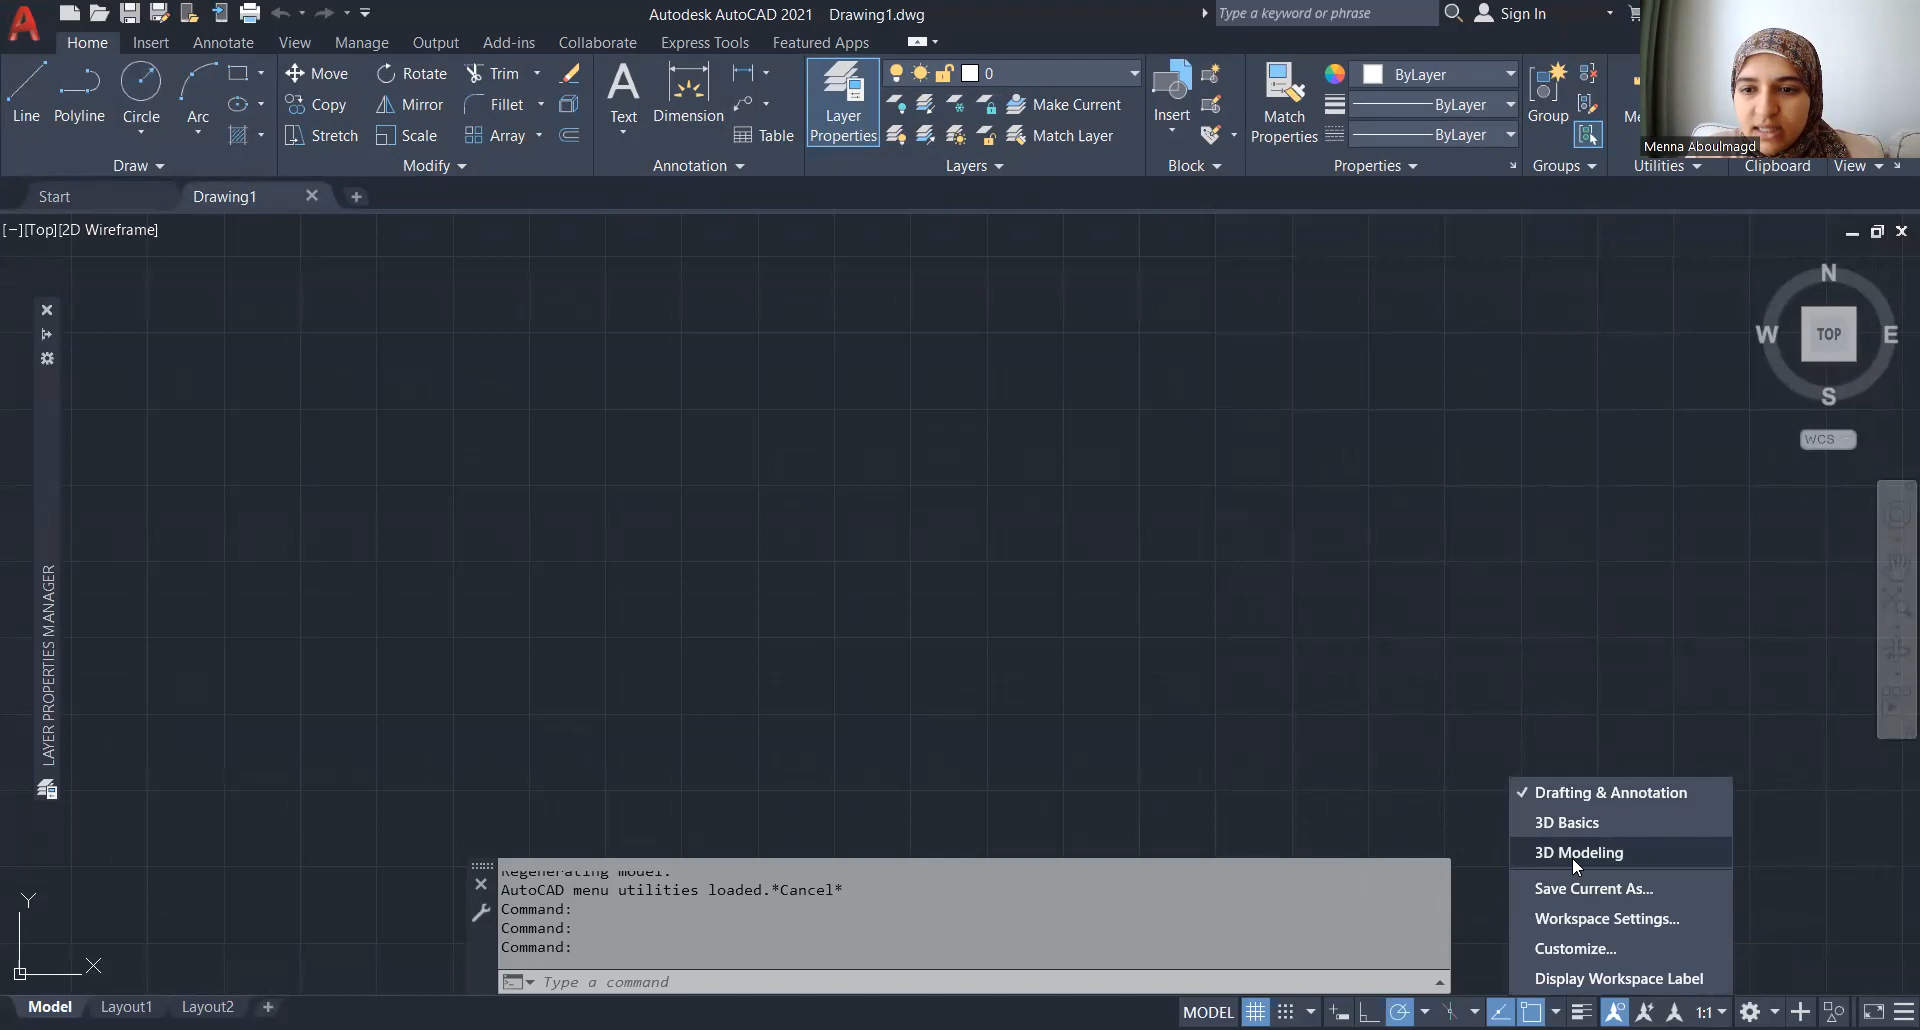 Autodesk AutoCAD 2021 Drawing1.dwg
Type a keyword or phrase
Sign In
Home Insert Annotate View Manage Output Add-ins Collaborate Express Tools Featured Apps
Line
Polyline
Circle
Arc
Draw
Move
Rotate
Trim
Copy
Mirror
Fillet
Stretch
Scale
Array
Modify
Text
Dimension
Table
Annotation
Layer
Properties
0
Make Current
Match Layer
Layers
Insert
Block
Match
Properties
ByLayer
ByLayer
ByLayer
Properties
Group
Groups
Utilities
Clipboard
View
Menna Aboulmagd
Start
Drawing1
[−][Top][2D Wireframe]
N
W
TOP
E
S
WCS
LAYER PROPERTIES MANAGER
Drafting & Annotation
3D Basics
3D Modeling
Save Current As...
Workspace Settings...
Customize...
Display Workspace Label
Regenerating model.
AutoCAD menu utilities loaded.*Cancel*
Command:
Command:
Command:
Type a command
Y
X
Model
Layout1
Layout2
MODEL
1:1